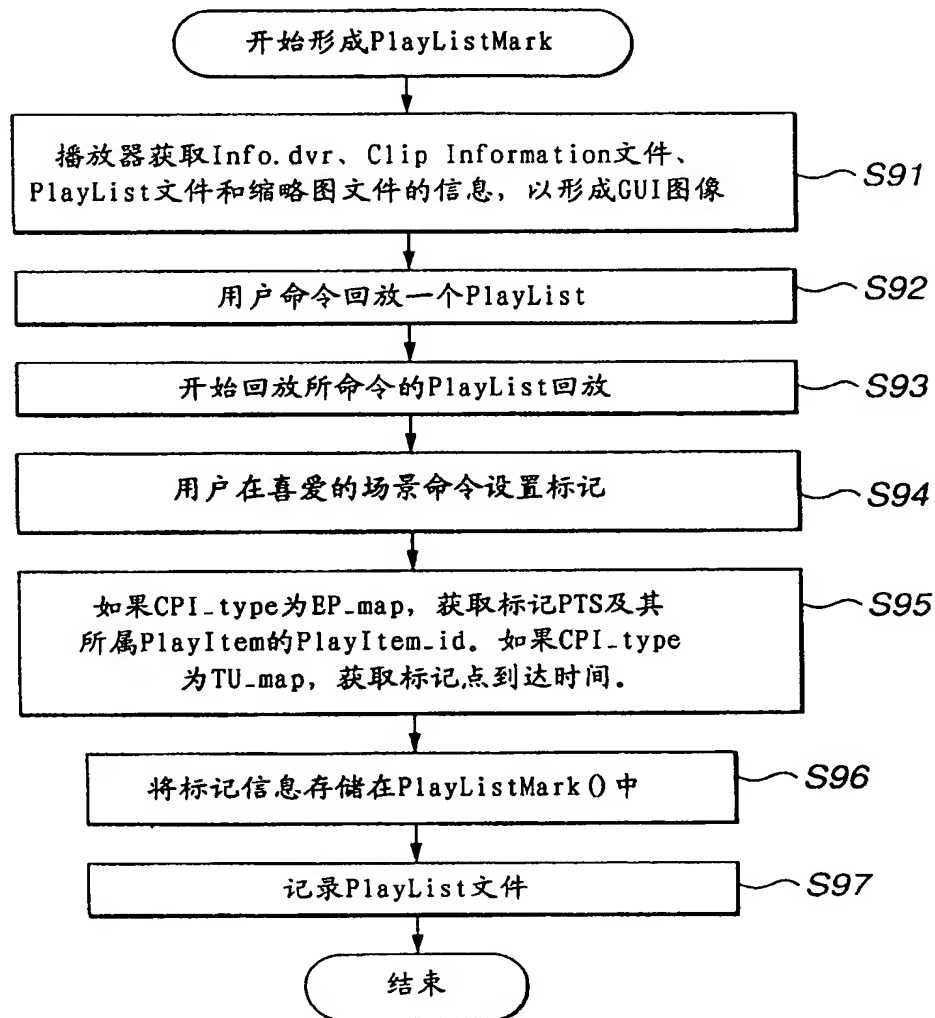 开始形成PlayListMark
播放器获取Info.dvr、Clip Information文件、
PlayList文件和缩略图文件的信息, 以形成GUI图像
S91
用户命令回放一个PlayList
S92
开始回放所命令的PlayList回放
S93
用户在喜爱的场景命令设置标记
S94
如果CPI_type为EP_map, 获取标记PTS及其
所属PlayItem的PlayItem_id。如果CPI_type
为TU_map, 获取标记点到达时间。
S95
将标记信息存储在PlayListMark()中
S96
记录PlayList文件
S97
结束